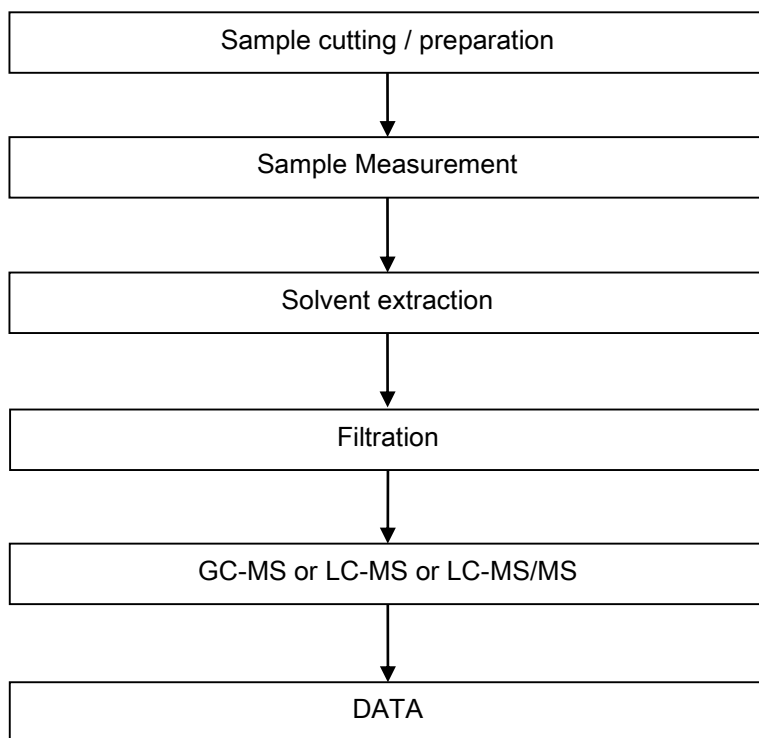 Sample cutting / preparation
Sample Measurement
Solvent extraction
Filtration
GC-MS or LC-MS or LC-MS/MS
DATA